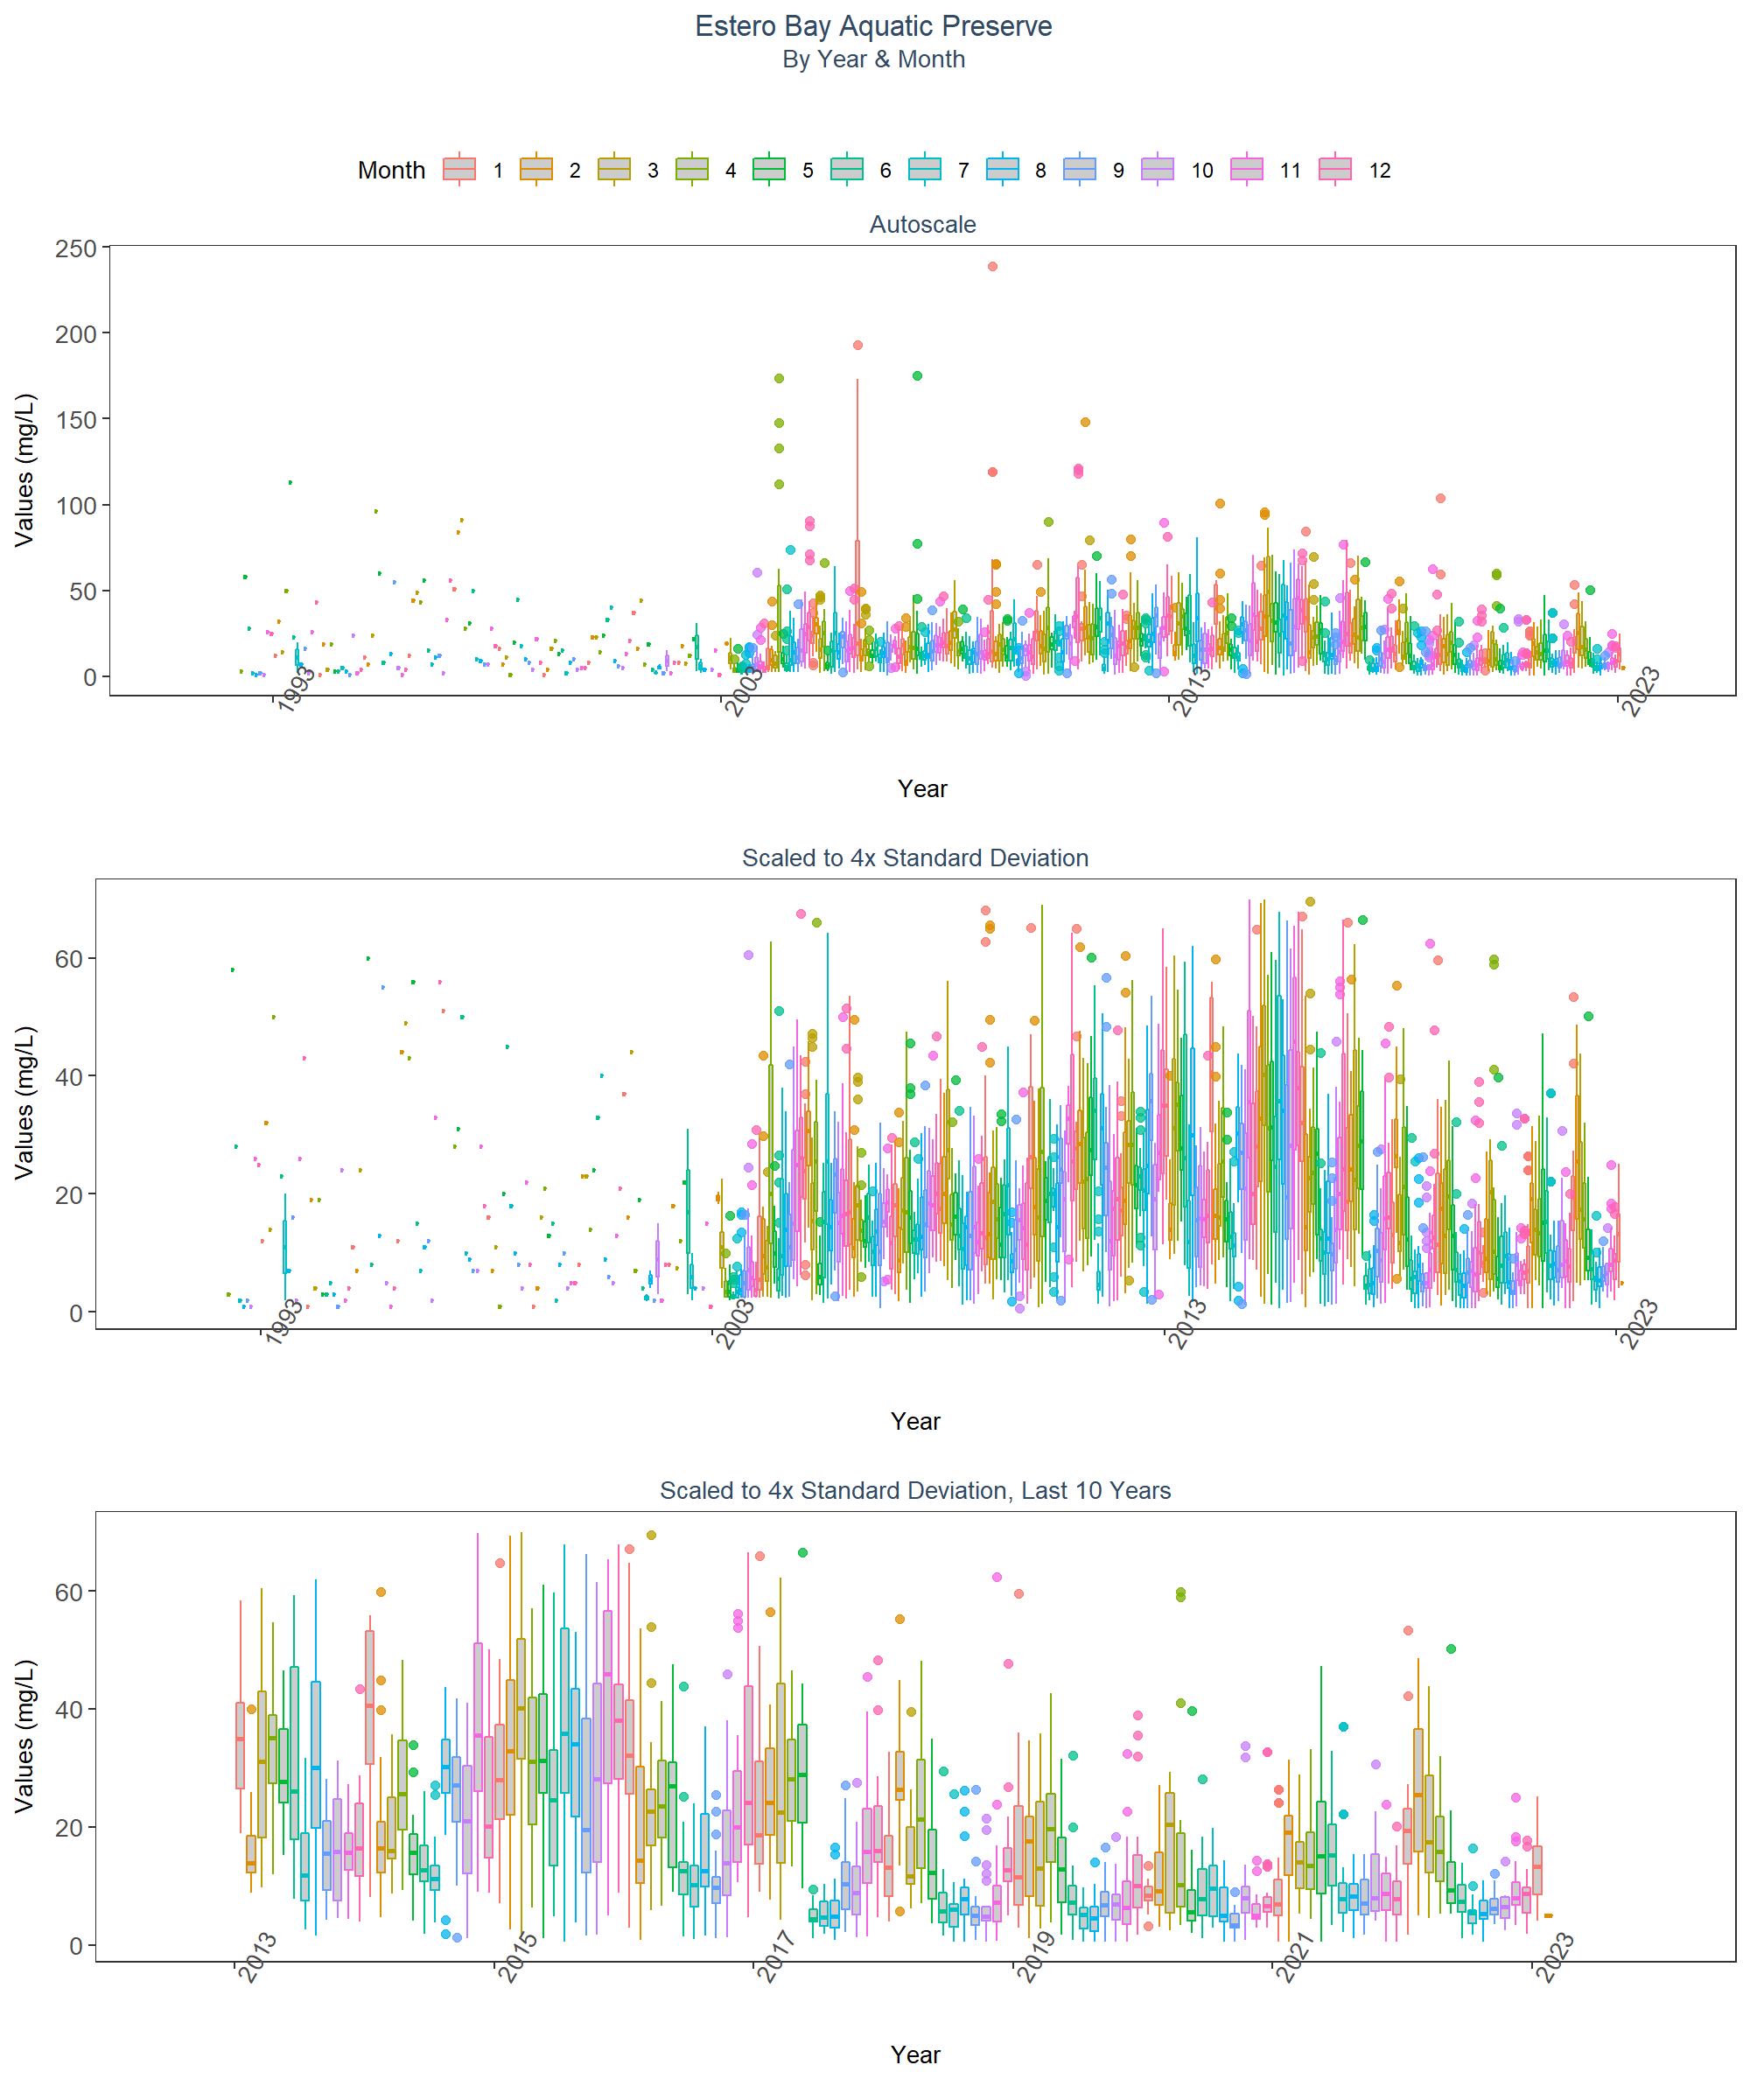 Estero Bay Aquatic Preserve
By Year & Month
Month 1 2 3 4 5 6 7 8 9 10 11 12
Autoscale
Values (mg/L)
250
200
150
100
50
0
1993 2003 2013 2023
Year
Scaled to 4x Standard Deviation
Values (mg/L)
60
40
20
0
1993 2003 2013 2023
Year
Scaled to 4x Standard Deviation, Last 10 Years
Values (mg/L)
60
40
20
0
2013 2015 2017 2019 2021 2023
Year